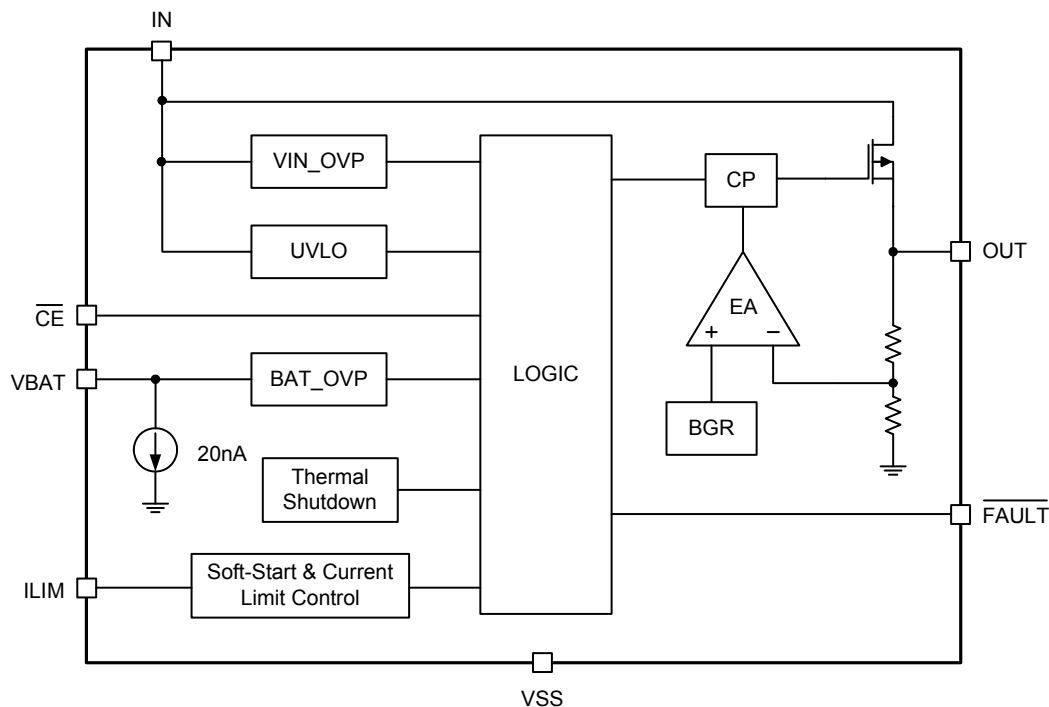 IN
VIN_OVP
CP
UVLO
OUT
EA
CE
+ −
LOGIC
VBAT
BAT_OVP
BGR
20nA
Thermal
Shutdown
FAULT
Soft-Start & Current
Limit Control
ILIM
VSS